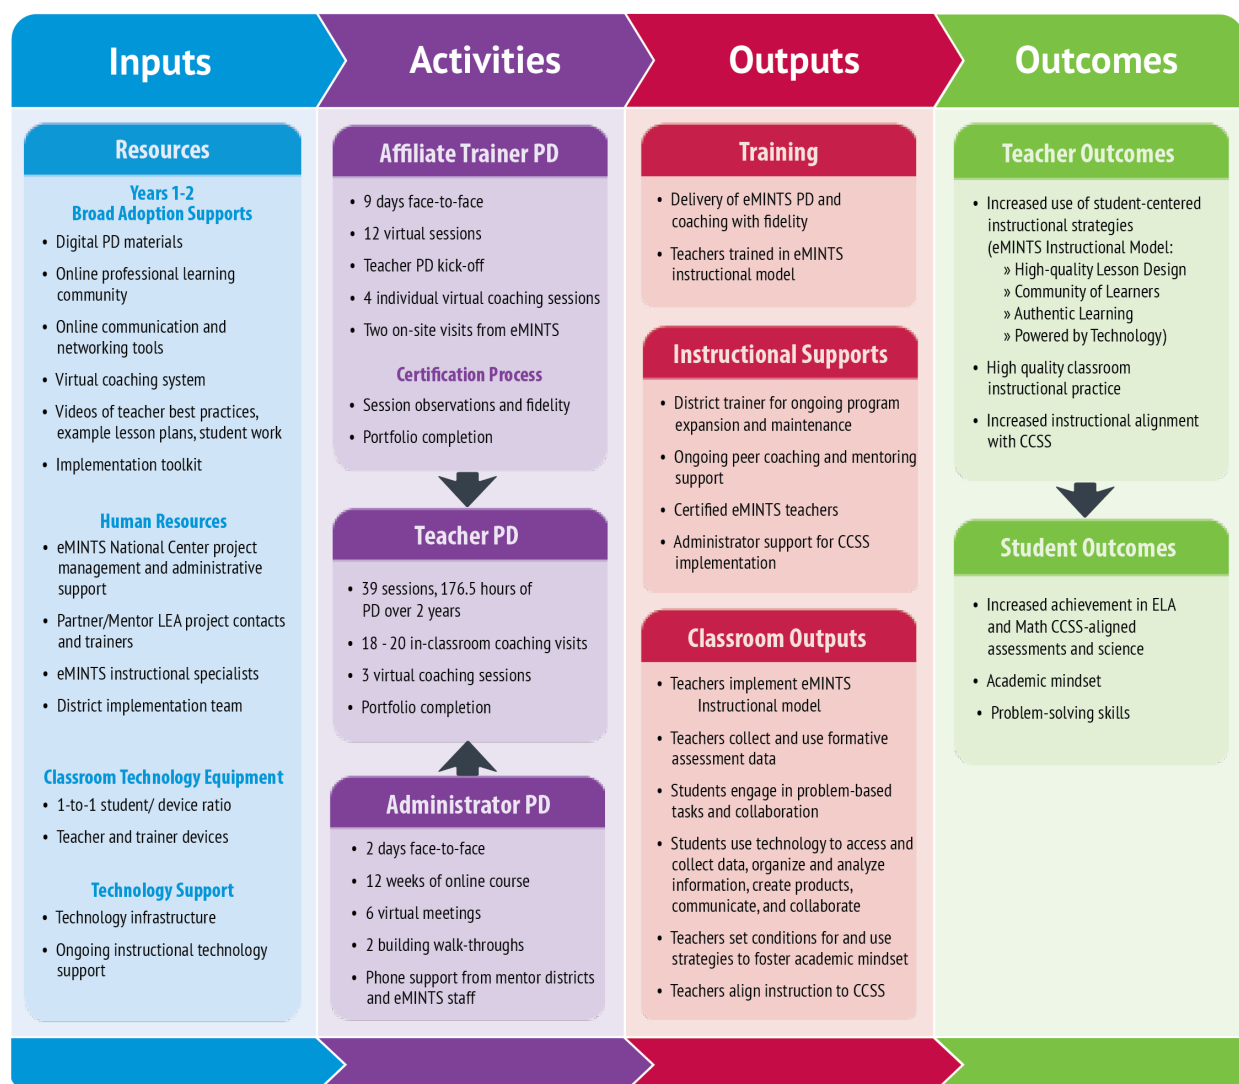 Inputs
Activities
Outputs
Outcomes
Resources
Years 1-2
Broad Adoption Supports
• Digital PD materials
• Online professional learning
community
• Online communication and
networking tools
• Virtual coaching system
• Videos of teacher best practices,
example lesson plans, student work
• Implementation toolkit
Human Resources
• eMINTS National Center project
management and administrative
support
• Partner/Mentor LEA project contacts
and trainers
• eMINTS instructional specialists
• District implementation team
Classroom Technology Equipment
• 1-to-1 student/ device ratio
• Teacher and trainer devices
Technology Support
• Technology infrastructure
• Ongoing instructional technology
support
Affiliate Trainer PD
• 9 days face-to-face
• 12 virtual sessions
• Teacher PD kick-off
• 4 individual virtual coaching sessions
• Two on-site visits from eMINTS
Certification Process
• Session observations and fidelity
• Portfolio completion
Teacher PD
• 39 sessions, 176.5 hours of
PD over 2 years
• 18 - 20 in-classroom coaching visits
• 3 virtual coaching sessions
• Portfolio completion
Administrator PD
• 2 days face-to-face
• 12 weeks of online course
• 6 virtual meetings
• 2 building walk-throughs
• Phone support from mentor districts
and eMINTS staff
Training
• Delivery of eMINTS PD and
coaching with fidelity
• Teachers trained in eMINTS
instructional model
Instructional Supports
• District trainer for ongoing program
expansion and maintenance
• Ongoing peer coaching and mentoring
support
• Certified eMINTS teachers
• Administrator support for CCSS
implementation
Classroom Outputs
• Teachers implement eMINTS
Instructional model
• Teachers collect and use formative
assessment data
• Students engage in problem-based
tasks and collaboration
• Students use technology to access and
collect data, organize and analyze
information, create products,
communicate, and collaborate
• Teachers set conditions for and use
strategies to foster academic mindset
• Teachers align instruction to CCSS
Teacher Outcomes
• Increased use of student-centered
instructional strategies
(eMINTS Instructional Model:
» High-quality Lesson Design
» Community of Learners
» Authentic Learning
» Powered by Technology)
• High quality classroom
instructional practice
• Increased instructional alignment
with CCSS
Student Outcomes
• Increased achievement in ELA
and Math CCSS-aligned
assessments and science
• Academic mindset
• Problem-solving skills